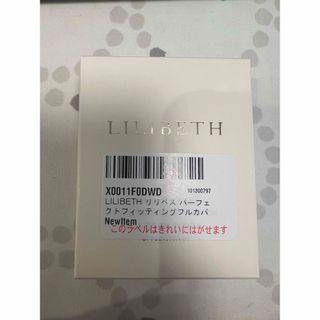 LILIBETH
X0011F0DWD
101300797
LILIBETH リリベス パーフェ
クトフィッティングフルカバ
NewItem
このラベルはきれいにはがせます